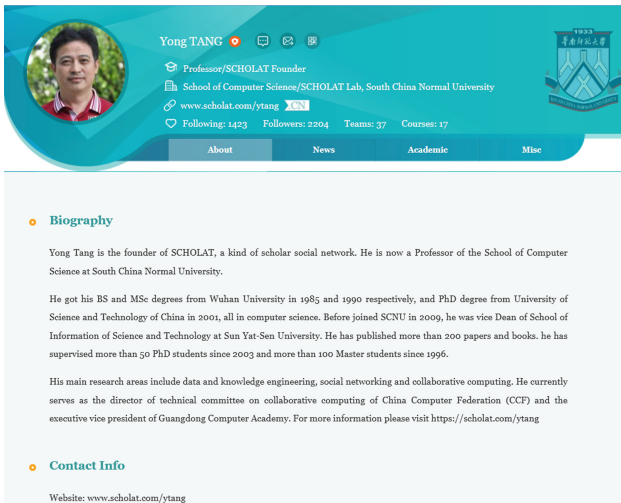 Yong TANG
Professor/SCHOLAT Founder
School of Computer Science/SCHOLAT Lab, South China Normal University
www.scholat.com/ytang CN
Following: 1423 Followers: 2204 Teams: 37 Courses: 17
1933
About News Academic Misc
Biography
Yong Tang is the founder of SCHOLAT, a kind of scholar social network. He is now a Professor of the School of Computer
Science at South China Normal University.
He got his BS and MSc degrees from Wuhan University in 1985 and 1990 respectively, and PhD degree from University of
Science and Technology of China in 2001, all in computer science. Before joined SCNU in 2009, he was vice Dean of School of
Information of Science and Technology at Sun Yat-Sen University. He has published more than 200 papers and books. he has
supervised more than 50 PhD students since 2003 and more than 100 Master students since 1996.
His main research areas include data and knowledge engineering, social networking and collaborative computing. He currently
serves as the director of technical committee on collaborative computing of China Computer Federation (CCF) and the
executive vice president of Guangdong Computer Academy. For more information please visit https://scholat.com/ytang
Contact Info
Website: www.scholat.com/ytang